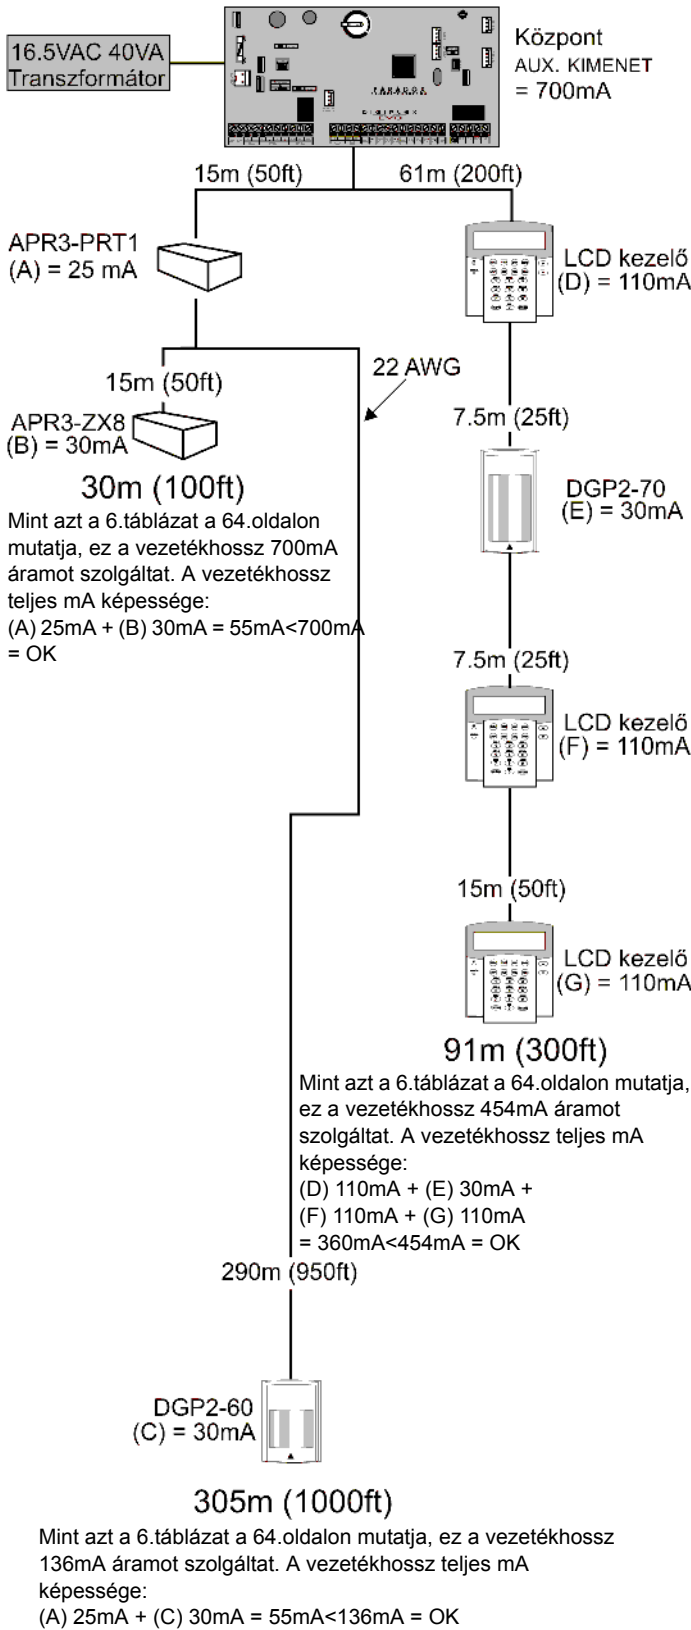 16.5VAC 40VA
Transzformátor
Központ
AUX. KIMENET
= 700mA
PARADOX
DIGIPLEX
EVO
15m (50ft)
61m (200ft)
APR3-PRT1
(A) = 25 mA
LCD kezelő
(D) = 110mA
22 AWG
15m (50ft)
7.5m (25ft)
APR3-ZX8
(B) = 30mA
DGP2-70
(E) = 30mA
30m (100ft)
Mint azt a 6.táblázat a 64.oldalon
mutatja, ez a vezetékhossz 700mA
áramot szolgáltat. A vezetékhossz
teljes mA képessége:
(A) 25mA + (B) 30mA = 55mA<700mA
= OK
7.5m (25ft)
LCD kezelő
(F) = 110mA
15m (50ft)
LCD kezelő
(G) = 110mA
91m (300ft)
Mint azt a 6.táblázat a 64.oldalon mutatja,
ez a vezetékhossz 454mA áramot
szolgáltat. A vezetékhossz teljes mA
képessége:
(D) 110mA + (E) 30mA +
(F) 110mA + (G) 110mA
= 360mA<454mA = OK
290m (950ft)
DGP2-60
(C) = 30mA
305m (1000ft)
Mint azt a 6.táblázat a 64.oldalon mutatja, ez a vezetékhossz
136mA áramot szolgáltat. A vezetékhossz teljes mA
képessége:
(A) 25mA + (C) 30mA = 55mA<136mA = OK